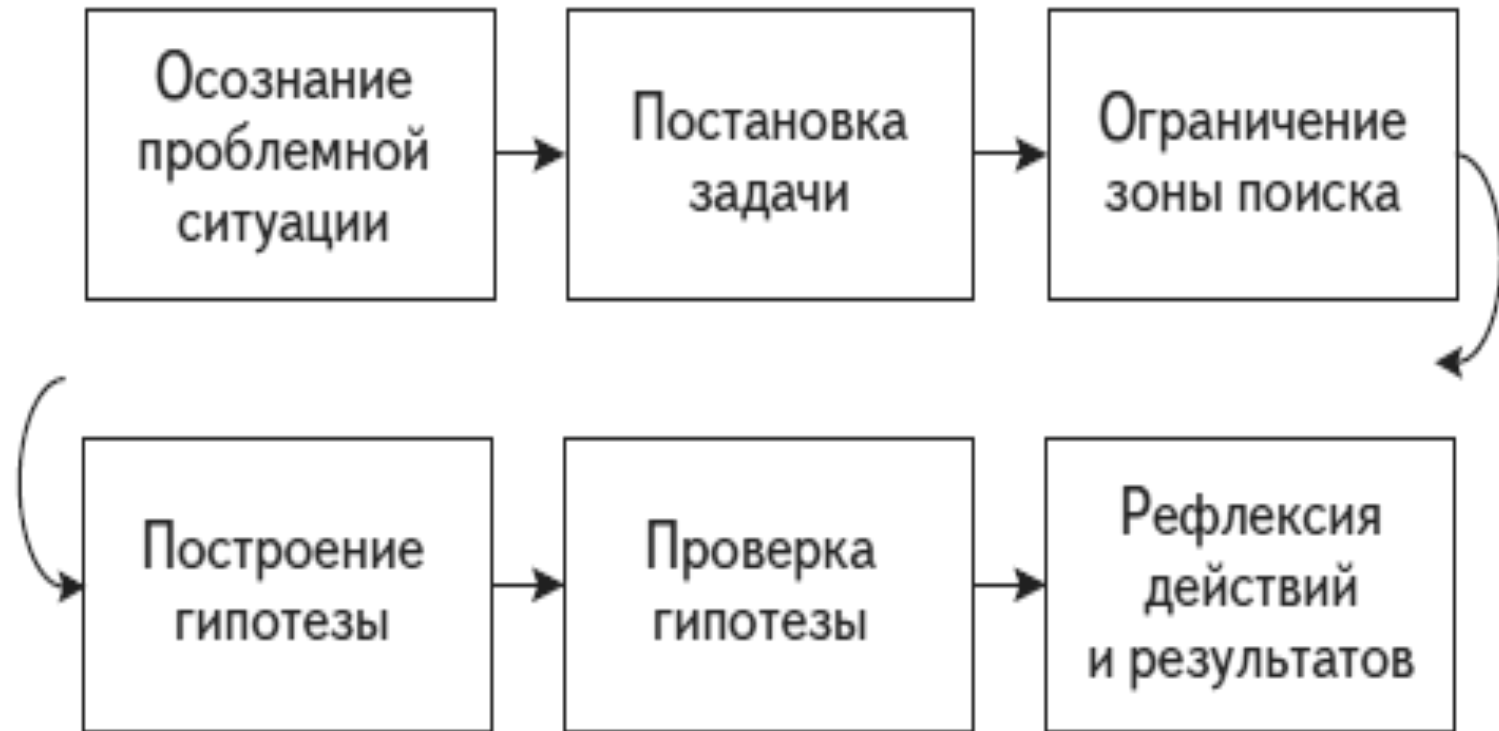 Осознание
проблемной
ситуации
Постановка
задачи
Ограничение
зоны поиска
Построение
гипотезы
Проверка
гипотезы
Рефлексия
действий
и результатов